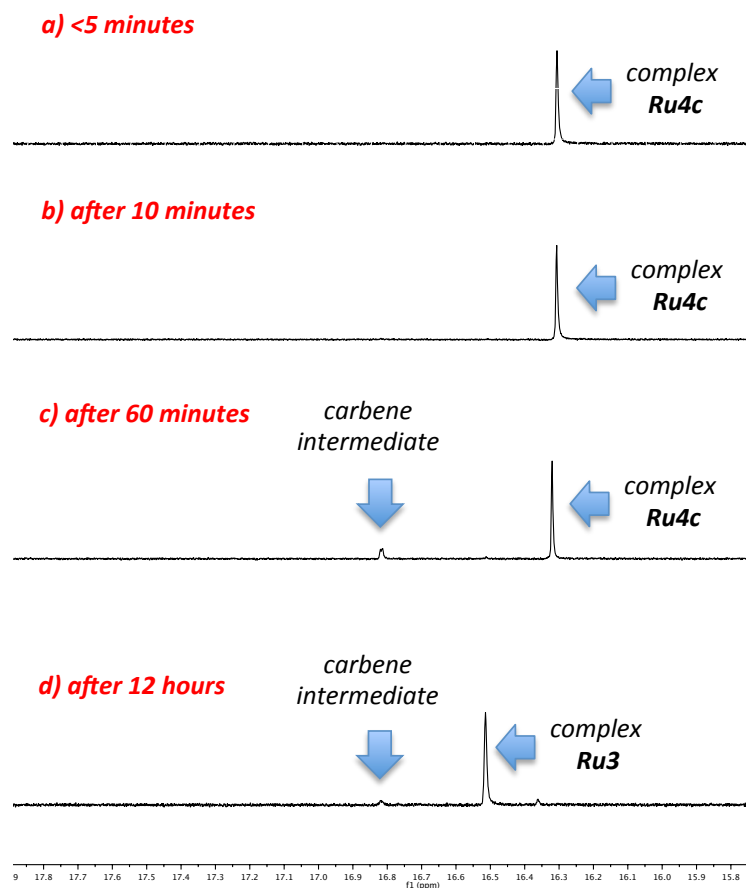 a) <5 minutes
complex
Ru4c
b) after 10 minutes
complex
Ru4c
c) after 60 minutes
carbene
intermediate
complex
Ru4c
d) after 12 hours
carbene
intermediate
complex
Ru3
9 17.8 17.7 17.6 17.5 17.4 17.3 17.2 17.1 17.0 16.9 16.8 16.7 16.6 16.5 16.4 16.3 16.2 16.1 16.0 15.9 15.8
f1 (ppm)